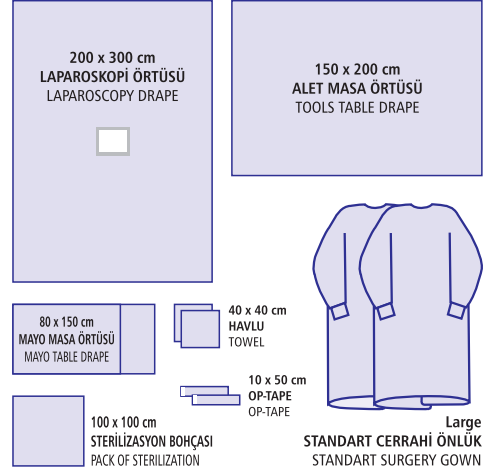 200 x 300 cm
LAPAROSKOPİ ÖRTÜSÜ
LAPAROSCOPY DRAPE
150 x 200 cm
ALET MASA ÖRTÜSÜ
TOOLS TABLE DRAPE
80 x 150 cm
MAYO MASA ÖRTÜSÜ
MAYO TABLE DRAPE
40 x 40 cm
HAVLU
TOWEL
10 x 50 cm
OP-TAPE
OP-TAPE
100 x 100 cm
STERİLİZASYON BOHÇASI
PACK OF STERILIZATION
Large
STANDART CERRAHİ ÖNLÜK
STANDART SURGERY GOWN